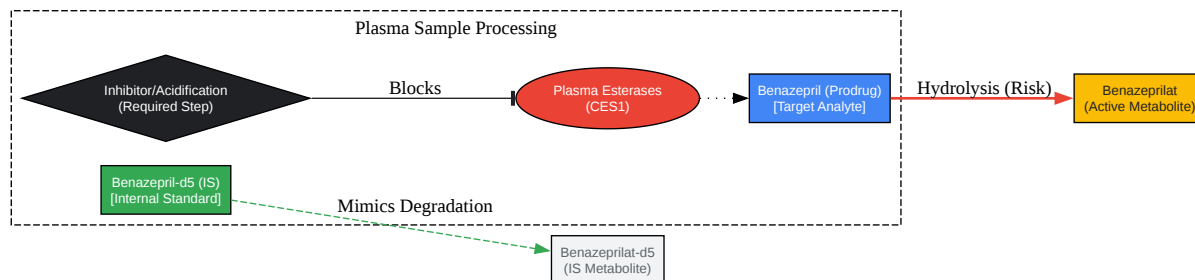 Plasma Sample Processing
Inhibitor/Acidification
(Required Step)
Blocks
Plasma Esterases
(CES1)
Benazepril (Prodrug)
[Target Analyte]
Hydrolysis (Risk)
Benazeprilat
(Active Metabolite)
Benazepril-d5 (IS)
[Internal Standard]
Mimics Degradation
Benazeprilat-d5
(IS Metabolite)